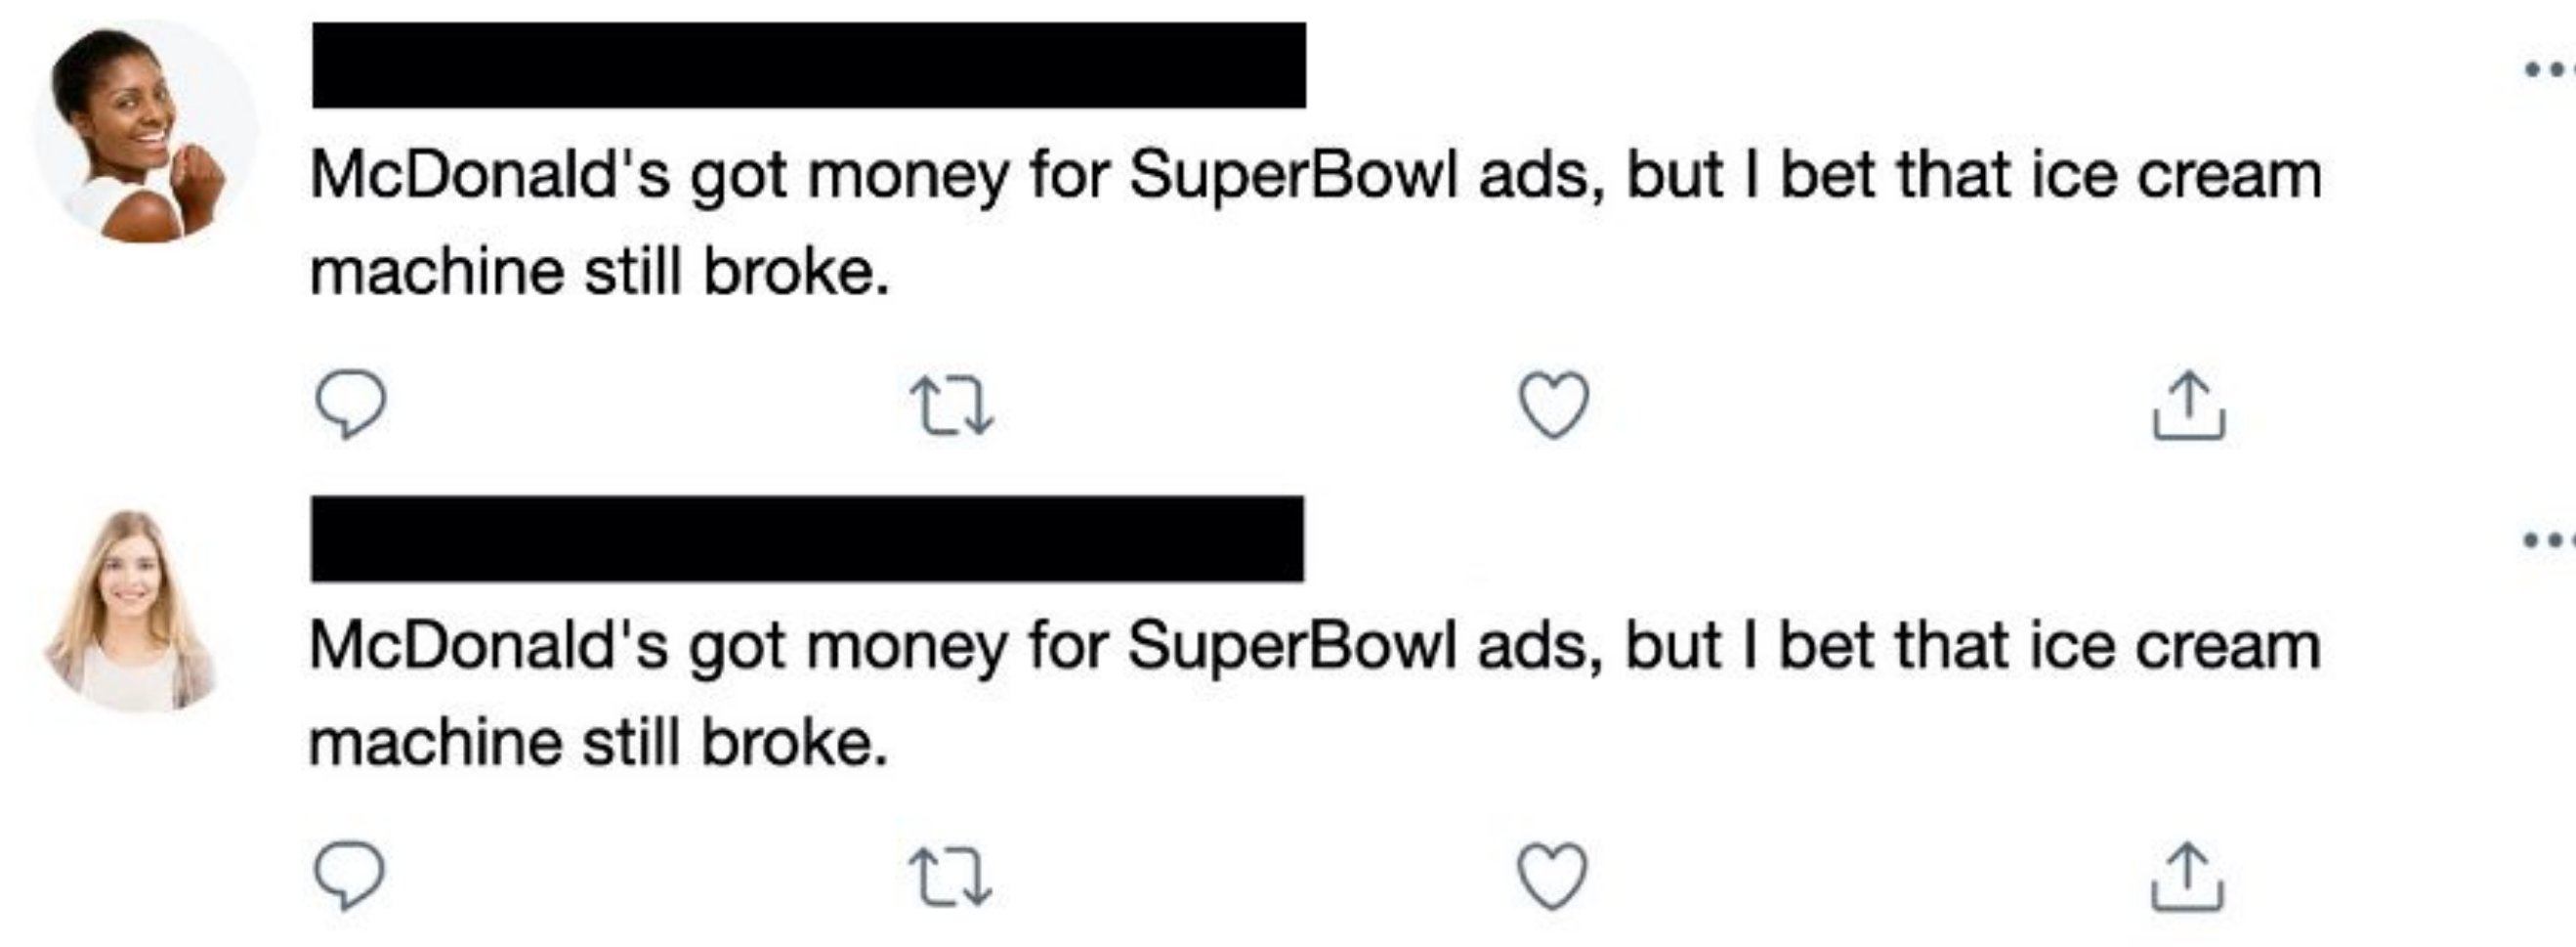 McDonald's got money for SuperBowl ads, but I bet that ice cream
machine still broke.
McDonald's got money for SuperBowl ads, but I bet that ice cream
machine still broke.